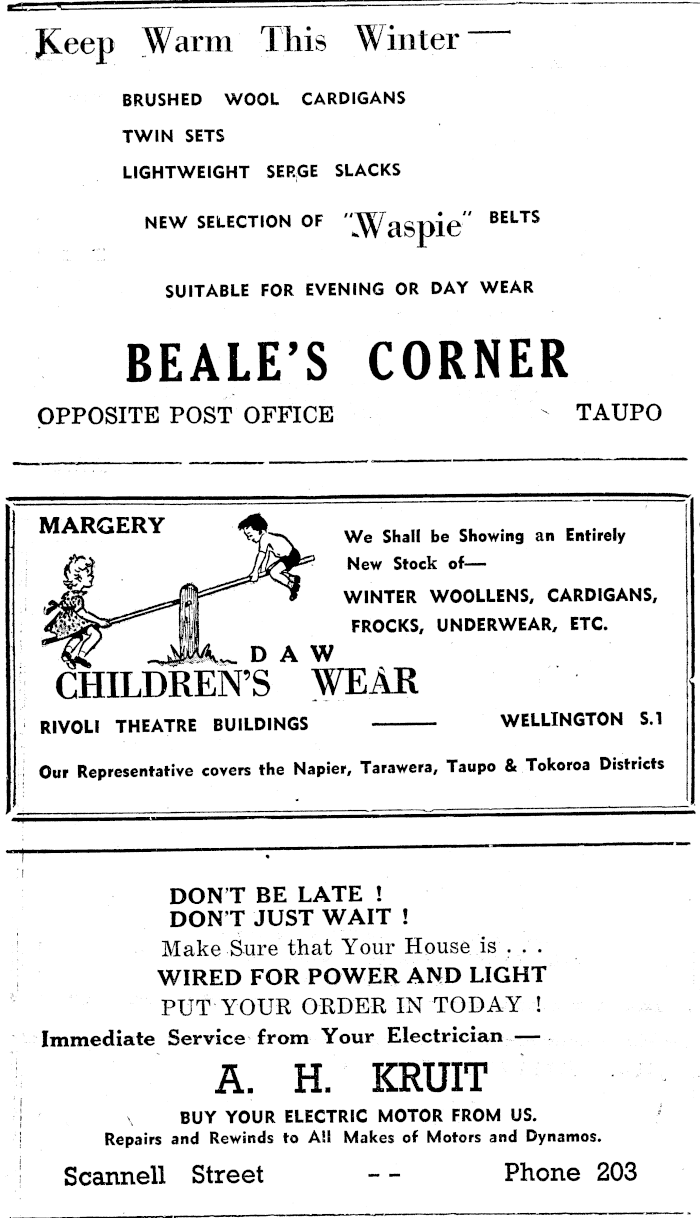 Keep Warm This Winter —
BRUSHED WOOL CARDIGANS
TWIN SETS
LIGHTWEIGHT SERGE SLACKS
NEW SELECTION OF "Waspie" BELTS
SUITABLE FOR EVENING OR DAY WEAR
BEALE'S CORNER
OPPOSITE POST OFFICE TAUPO
MARGERY
DAW
CHILDREN'S WEAR
We Shall be Showing an Entirely
New Stock of—
WINTER WOOLLENS, CARDIGANS,
FROCKS, UNDERWEAR, ETC.
RIVOLI THEATRE BUILDINGS —— WELLINGTON S.1
Our Representative covers the Napier, Tarawera, Taupo & Tokoroa Districts
DON'T BE LATE !
DON'T JUST WAIT !
Make Sure that Your House is . . .
WIRED FOR POWER AND LIGHT
PUT YOUR ORDER IN TODAY !
Immediate Service from Your Electrician —
A. H. KRUIT
BUY YOUR ELECTRIC MOTOR FROM US.
Repairs and Rewinds to All Makes of Motors and Dynamos.
Scannell Street - - Phone 203